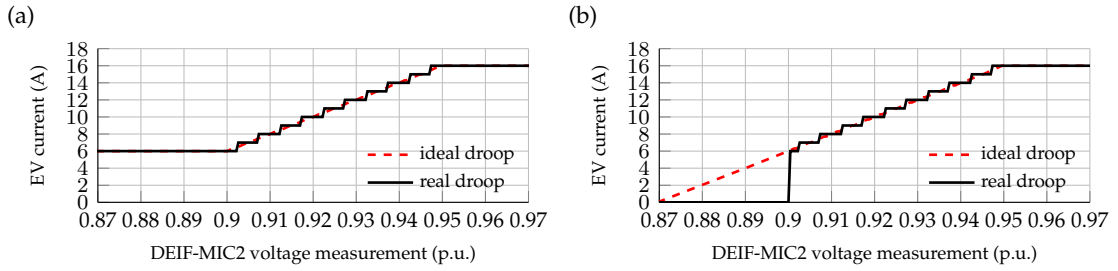 (a)
18
16
14
12
10
8
6
4
2
0
EV current (A)
ideal droop
real droop
0.87 0.88 0.89 0.9 0.91 0.92 0.93 0.94 0.95 0.96 0.97
DEIF-MIC2 voltage measurement (p.u.)
(b)
18
16
14
12
10
8
6
4
2
0
EV current (A)
ideal droop
real droop
0.87 0.88 0.89 0.9 0.91 0.92 0.93 0.94 0.95 0.96 0.97
DEIF-MIC2 voltage measurement (p.u.)